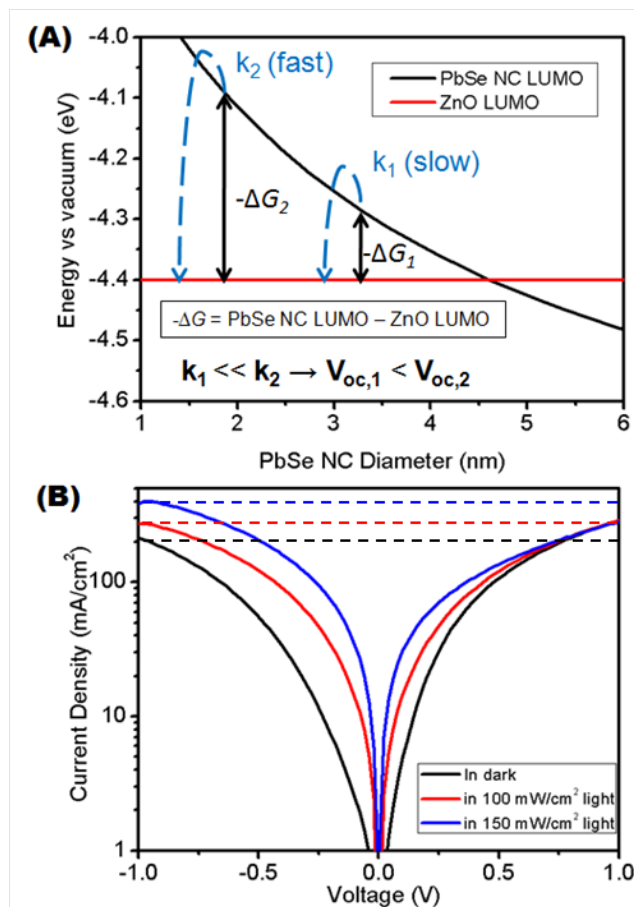 (A)
-4.0
-4.1
-4.2
-4.3
-4.4
-4.5
-4.6
Energy vs vacuum (eV)
k₂ (fast)
PbSe NC LUMO
ZnO LUMO
k₁ (slow)
-ΔG₂
-ΔG₁
-ΔG = PbSe NC LUMO – ZnO LUMO
k₁ << k₂ → Voc,1 < Voc,2
1 2 3 4 5 6
PbSe NC Diameter (nm)
(B)
100
10
1
Current Density (mA/cm²)
In dark
in 100 mW/cm² light
in 150 mW/cm² light
-1.0 -0.5 0.0 0.5 1.0
Voltage (V)